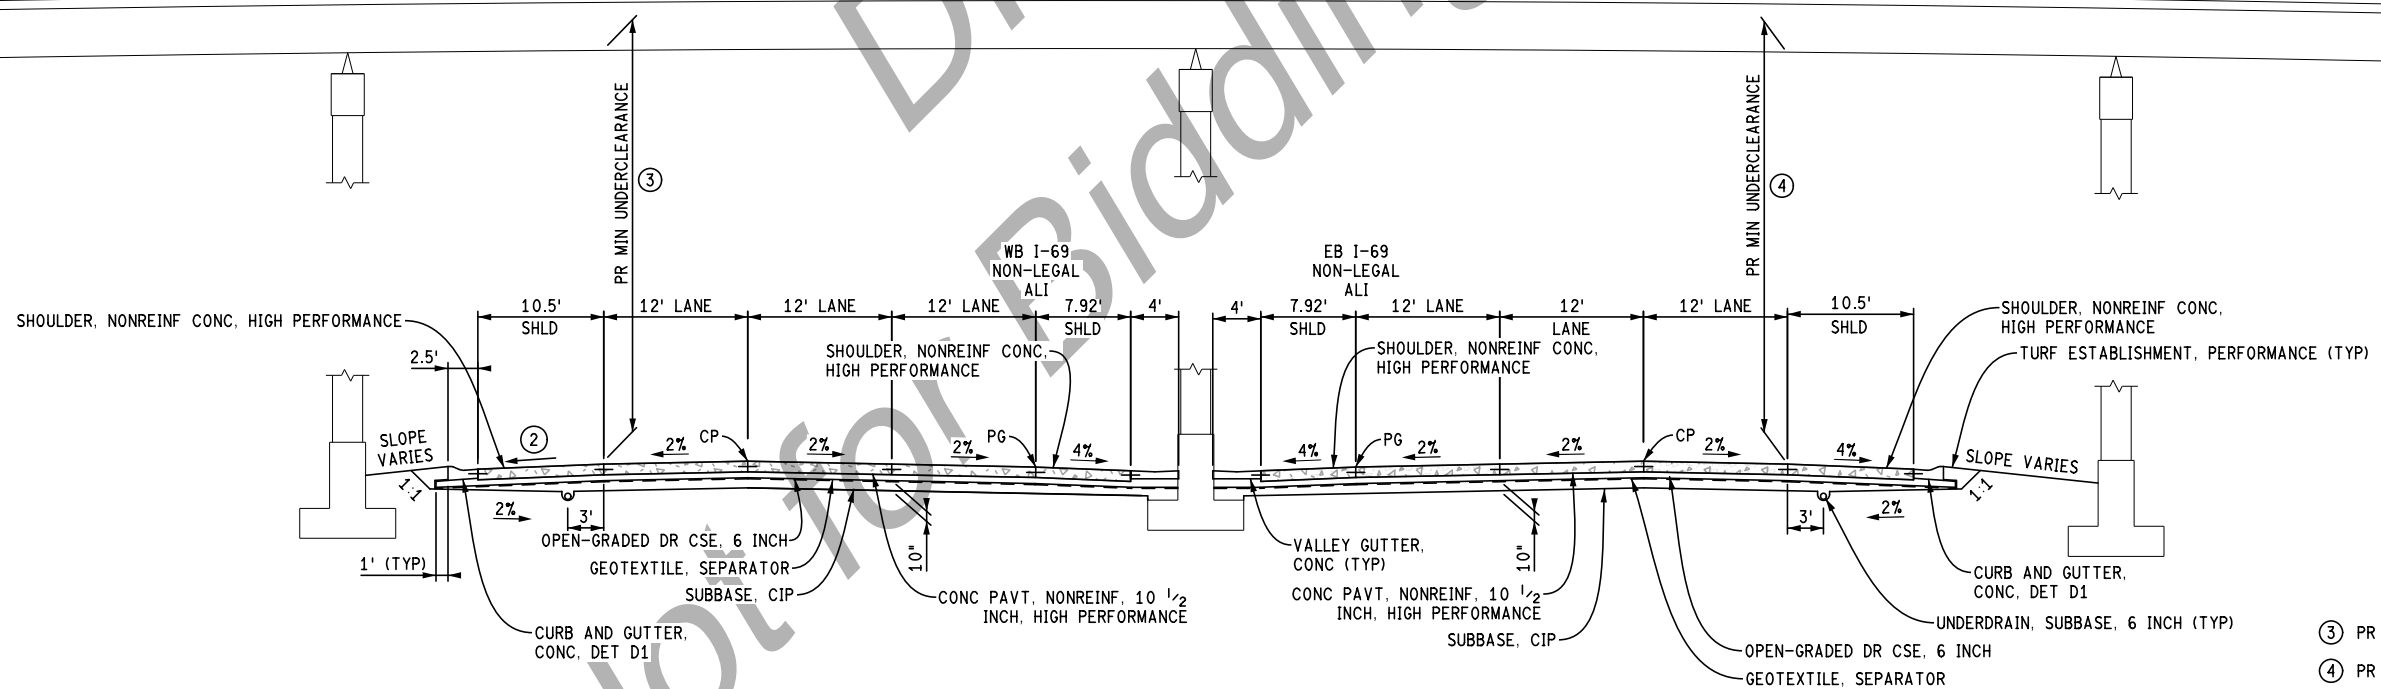 PR MIN UNDERCLEARANCE
3
PR MIN UNDERCLEARANCE
4
WB I-69
NON-LEGAL
ALI
EB I-69
NON-LEGAL
ALI
10.5'
SHLD
12' LANE
12' LANE
12' LANE
7.92'
SHLD
4'
4'
7.92'
SHLD
12' LANE
12'
LANE
12' LANE
10.5'
SHLD
SHOULDER, NONREINF CONC, HIGH PERFORMANCE
2.5'
SHOULDER, NONREINF CONC,
HIGH PERFORMANCE
SHOULDER, NONREINF CONC,
HIGH PERFORMANCE
SHOULDER, NONREINF CONC,
HIGH PERFORMANCE
TURF ESTABLISHMENT, PERFORMANCE (TYP)
SLOPE
VARIES
2
2%
CP
2%
2%
PG
4%
4%
PG
2%
2%
CP
2%
4%
SLOPE VARIES
1:1
1:1
2%
3'
3'
2%
1' (TYP)
OPEN-GRADED DR CSE, 6 INCH
GEOTEXTILE, SEPARATOR
SUBBASE, CIP
10"
CONC PAVT, NONREINF, 10 1/2
INCH, HIGH PERFORMANCE
CURB AND GUTTER,
CONC, DET D1
VALLEY GUTTER,
CONC (TYP)
10"
CONC PAVT, NONREINF, 10 1/2
INCH, HIGH PERFORMANCE
SUBBASE, CIP
CURB AND GUTTER,
CONC, DET D1
UNDERDRAIN, SUBBASE, 6 INCH (TYP)
OPEN-GRADED DR CSE, 6 INCH
GEOTEXTILE, SEPARATOR
3 PR
4 PR
for Bidding